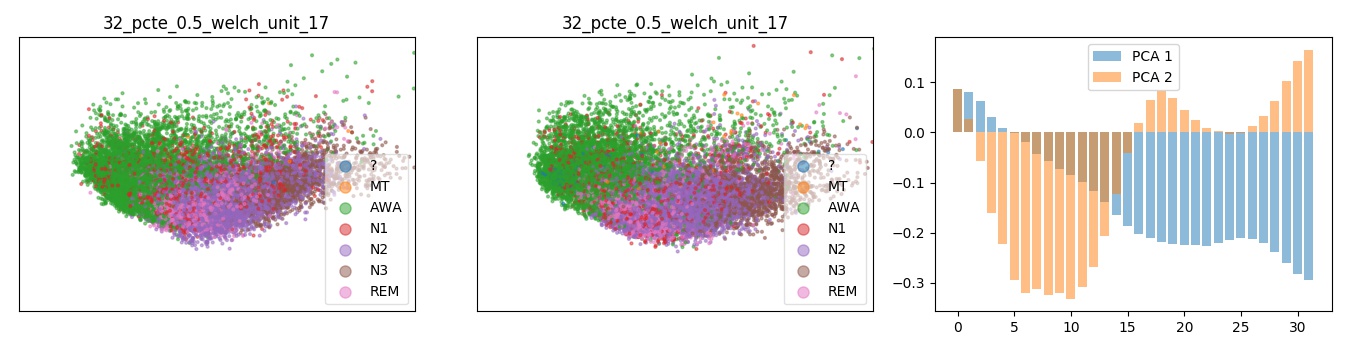 32_pcte_0.5_welch_unit_17
?
MT
AWA
N1
N2
N3
REM
32_pcte_0.5_welch_unit_17
?
MT
AWA
N1
N2
N3
REM
PCA 1
PCA 2
0.1
0.0
−0.1
−0.2
−0.3
0 5 10 15 20 25 30